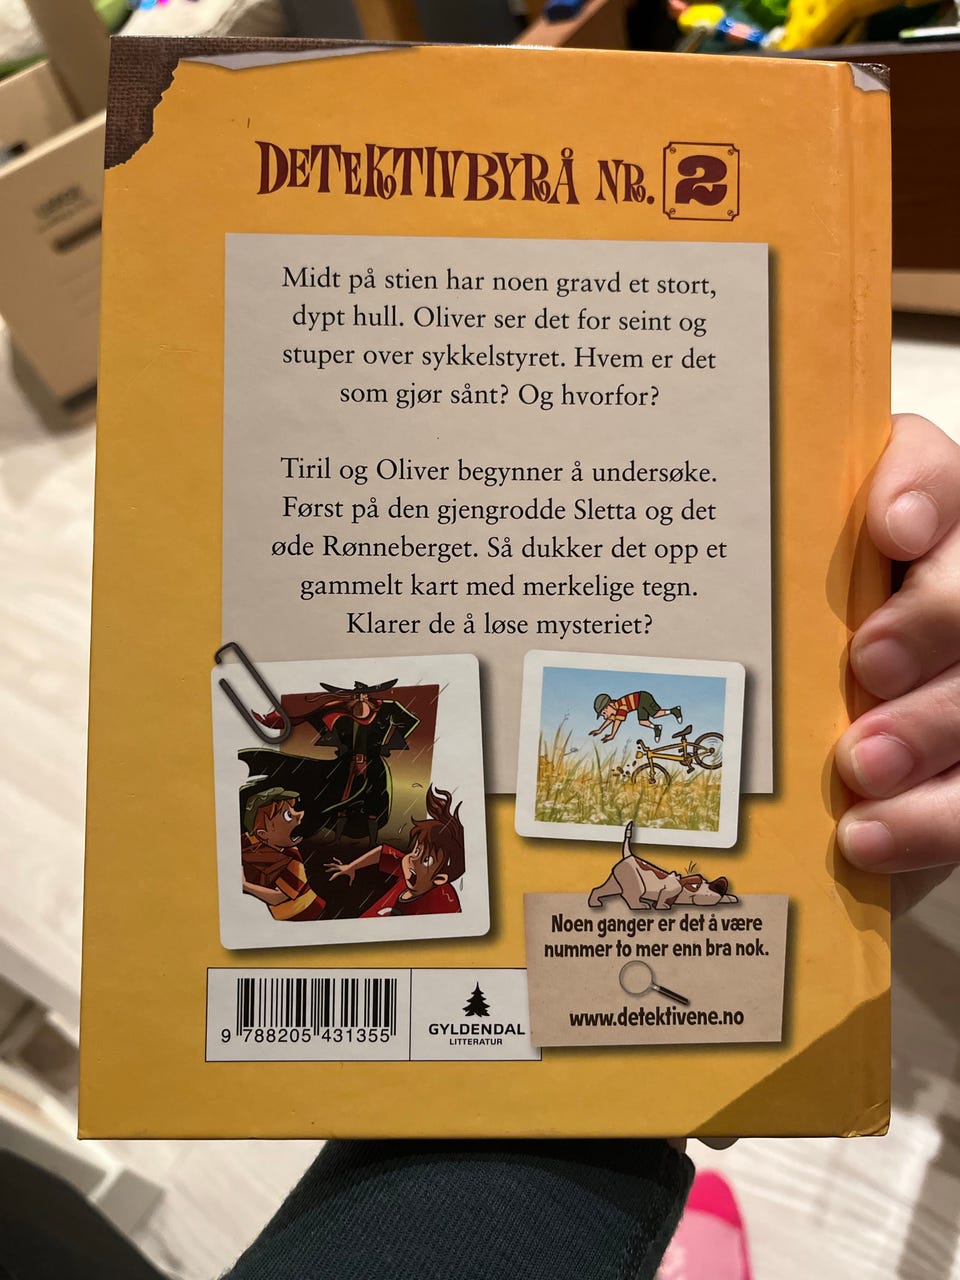 DETEKTIVBYRÅ NR. 2
Midt på stien har noen gravd et stort,
dypt hull. Oliver ser det for seint og
stuper over sykkelstyret. Hvem er det
som gjør sånt? Og hvorfor?
Tiril og Oliver begynner å undersøke.
Først på den gjengrodde Sletta og det
øde Rønneberget. Så dukker det opp et
gammelt kart med merkelige tegn.
Klarer de å løse mysteriet?
Noen ganger er det å være
nummer to mer enn bra nok.
www.detektivene.no
9 788205 431355
GYLDENDAL
LITTERATUR